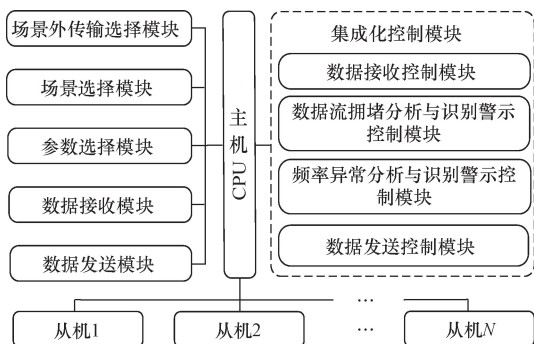 场景外传输选择模块
场景选择模块
参数选择模块
数据接收模块
数据发送模块
主机CPU
集成化控制模块
数据接收控制模块
数据流拥堵分析与识别警示
控制模块
频率异常分析与识别警示控
制模块
数据发送控制模块
…
从机1
从机2
…
从机N